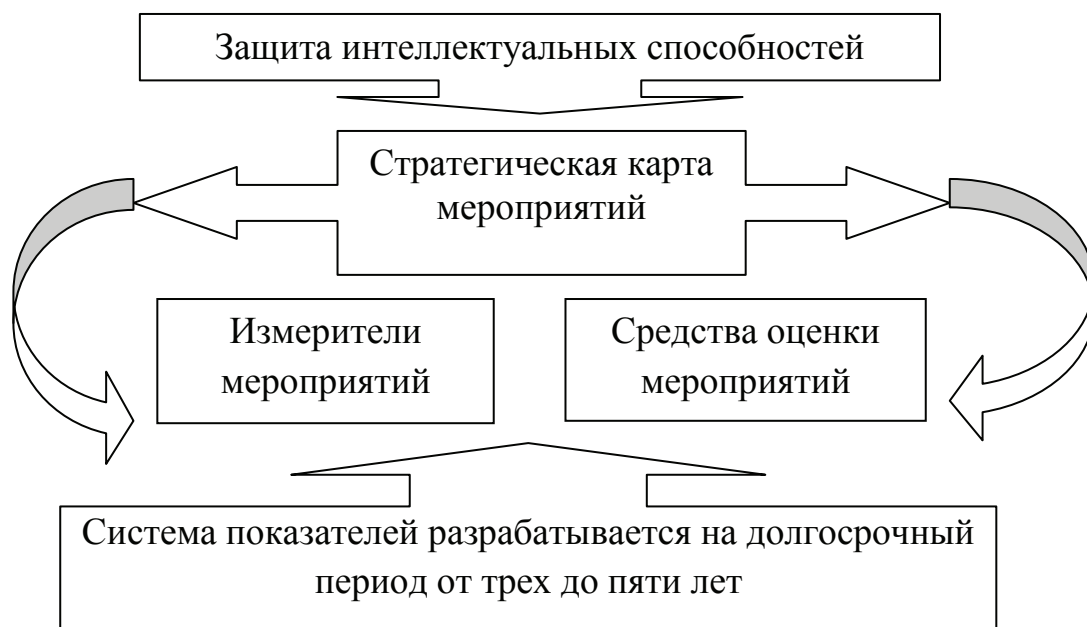 Защита интеллектуальных способностей
Стратегическая карта
мероприятий
Измерители
мероприятий
Средства оценки
мероприятий
Система показателей разрабатывается на долгосрочный
период от трех до пяти лет